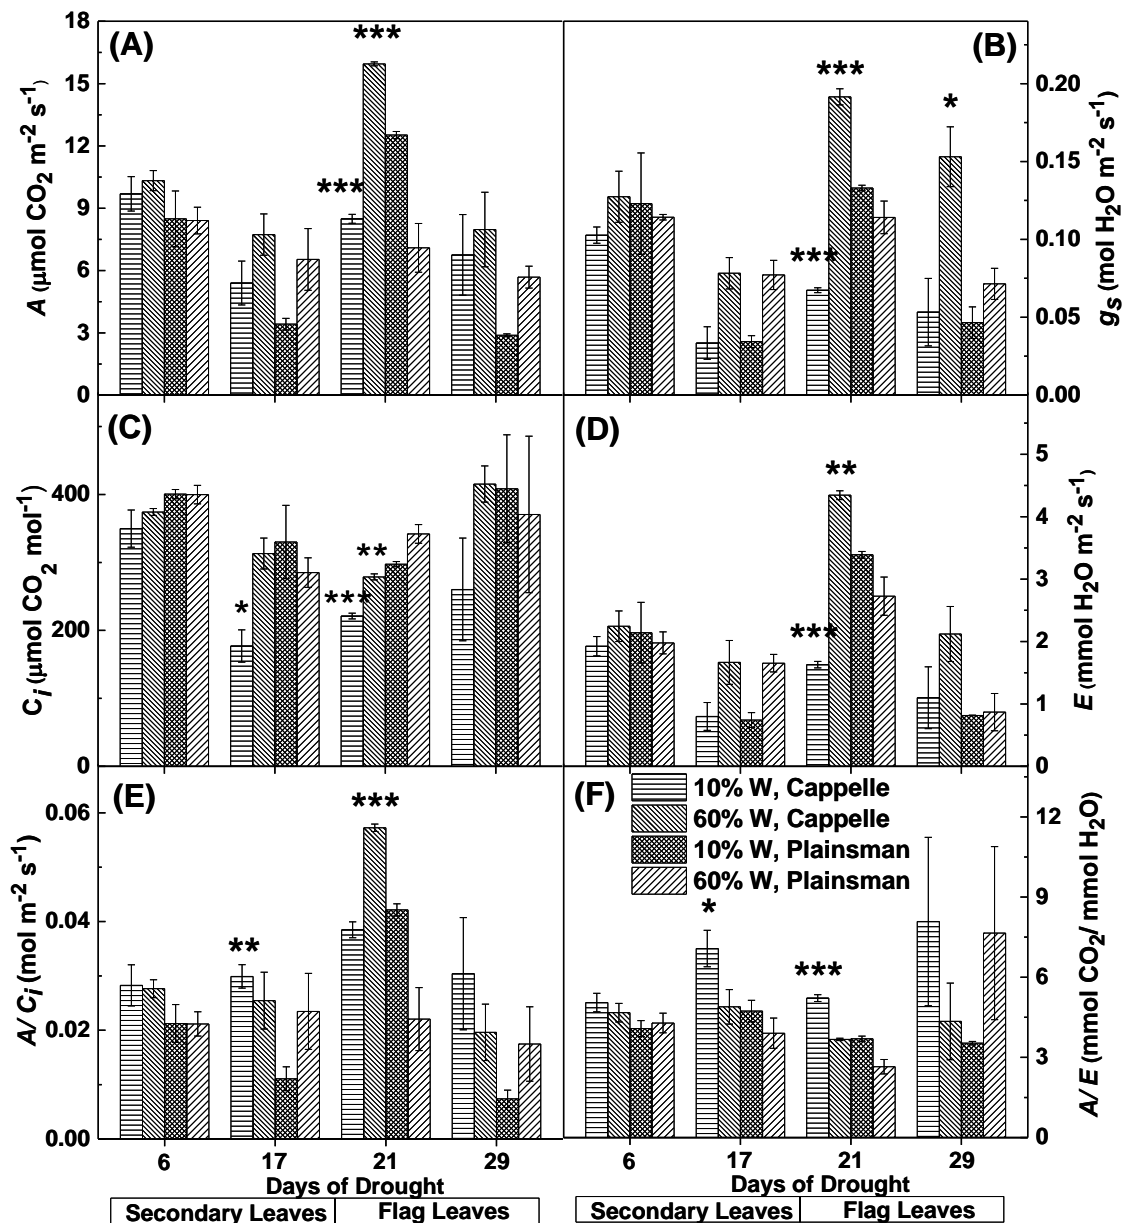 (A)
***
***
18
15
12
9
6
3
0
A (μmol CO2 m-2 s-1)
(B)
***
*
***
0.20
0.15
0.10
0.05
0.00
gs (mol H2O m-2 s-1)
(C)
*
***
**
400
200
0
Ci (μmol CO2 mol-1)
(D)
**
***
5
4
3
2
1
0
E (mmol H2O m-2 s-1)
(E)
***
**
0.06
0.04
0.02
0.00
A/Ci (mol m-2 s-1)
6 17 21 29
Days of Drought
Secondary Leaves Flag Leaves
(F)
10% W, Cappelle
60% W, Cappelle
10% W, Plainsman
60% W, Plainsman
*
***
12
9
6
3
0
A/E (mmol CO2/ mmol H2O)
6 17 21 29
Days of Drought
Secondary Leaves Flag Leaves